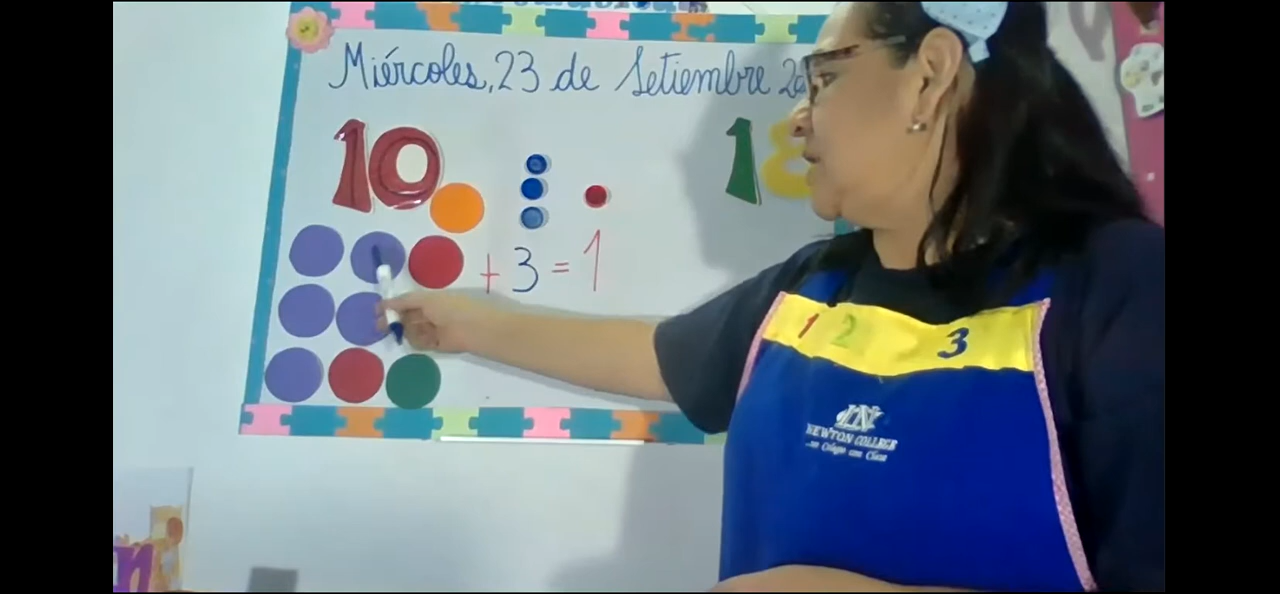 Miércoles, 23 de Setiembre
10
18
+ 3 = 1
1 2 3
NEWTON COLLEGE